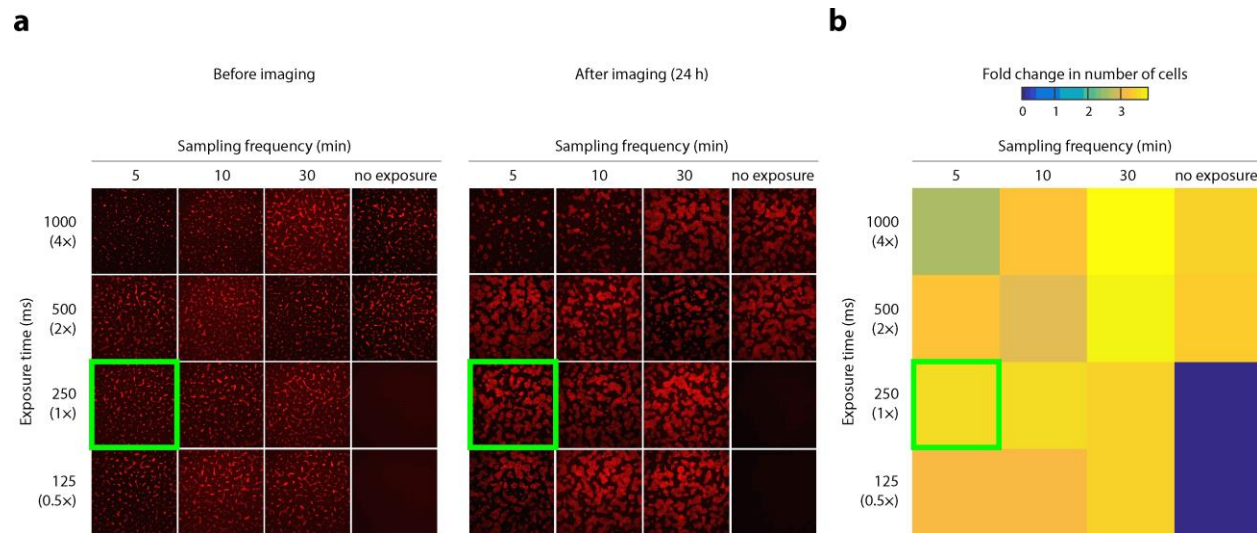 a
Before imaging
After imaging (24 h)
Sampling frequency (min)
Sampling frequency (min)
5 10 30 no exposure
5 10 30 no exposure
Exposure time (ms)
1000
(4×)
500
(2×)
250
(1×)
125
(0.5×)
b
Fold change in number of cells
0 1 2 3
Sampling frequency (min)
5 10 30 no exposure
Exposure time (ms)
1000
(4×)
500
(2×)
250
(1×)
125
(0.5×)